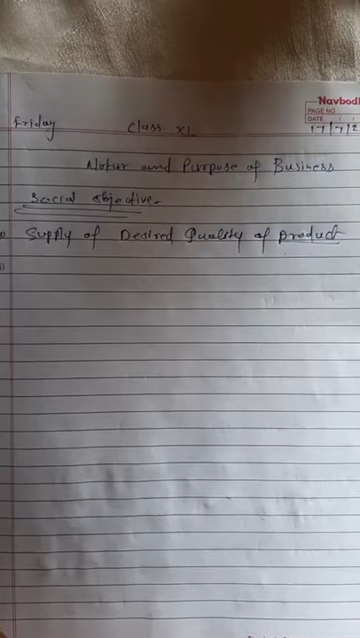 Navbod
PAGE NO.
DATE / /
Friday Class XI 17/7/2
Natur and Purpose of Business
Social objective-
Supply of Desired Quality of product